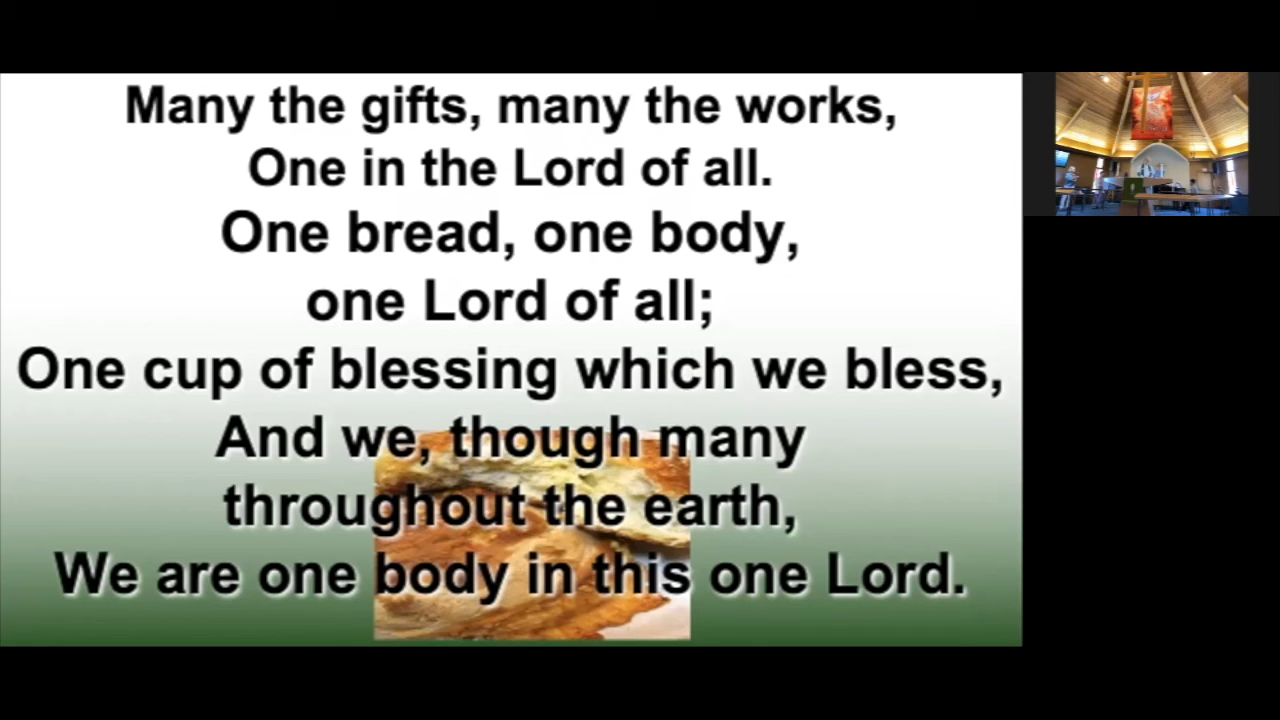 Many the gifts, many the works,
One in the Lord of all.
One bread, one body,
one Lord of all;
One cup of blessing which we bless,
And we, though many
throughout the earth,
We are one body in this one Lord.